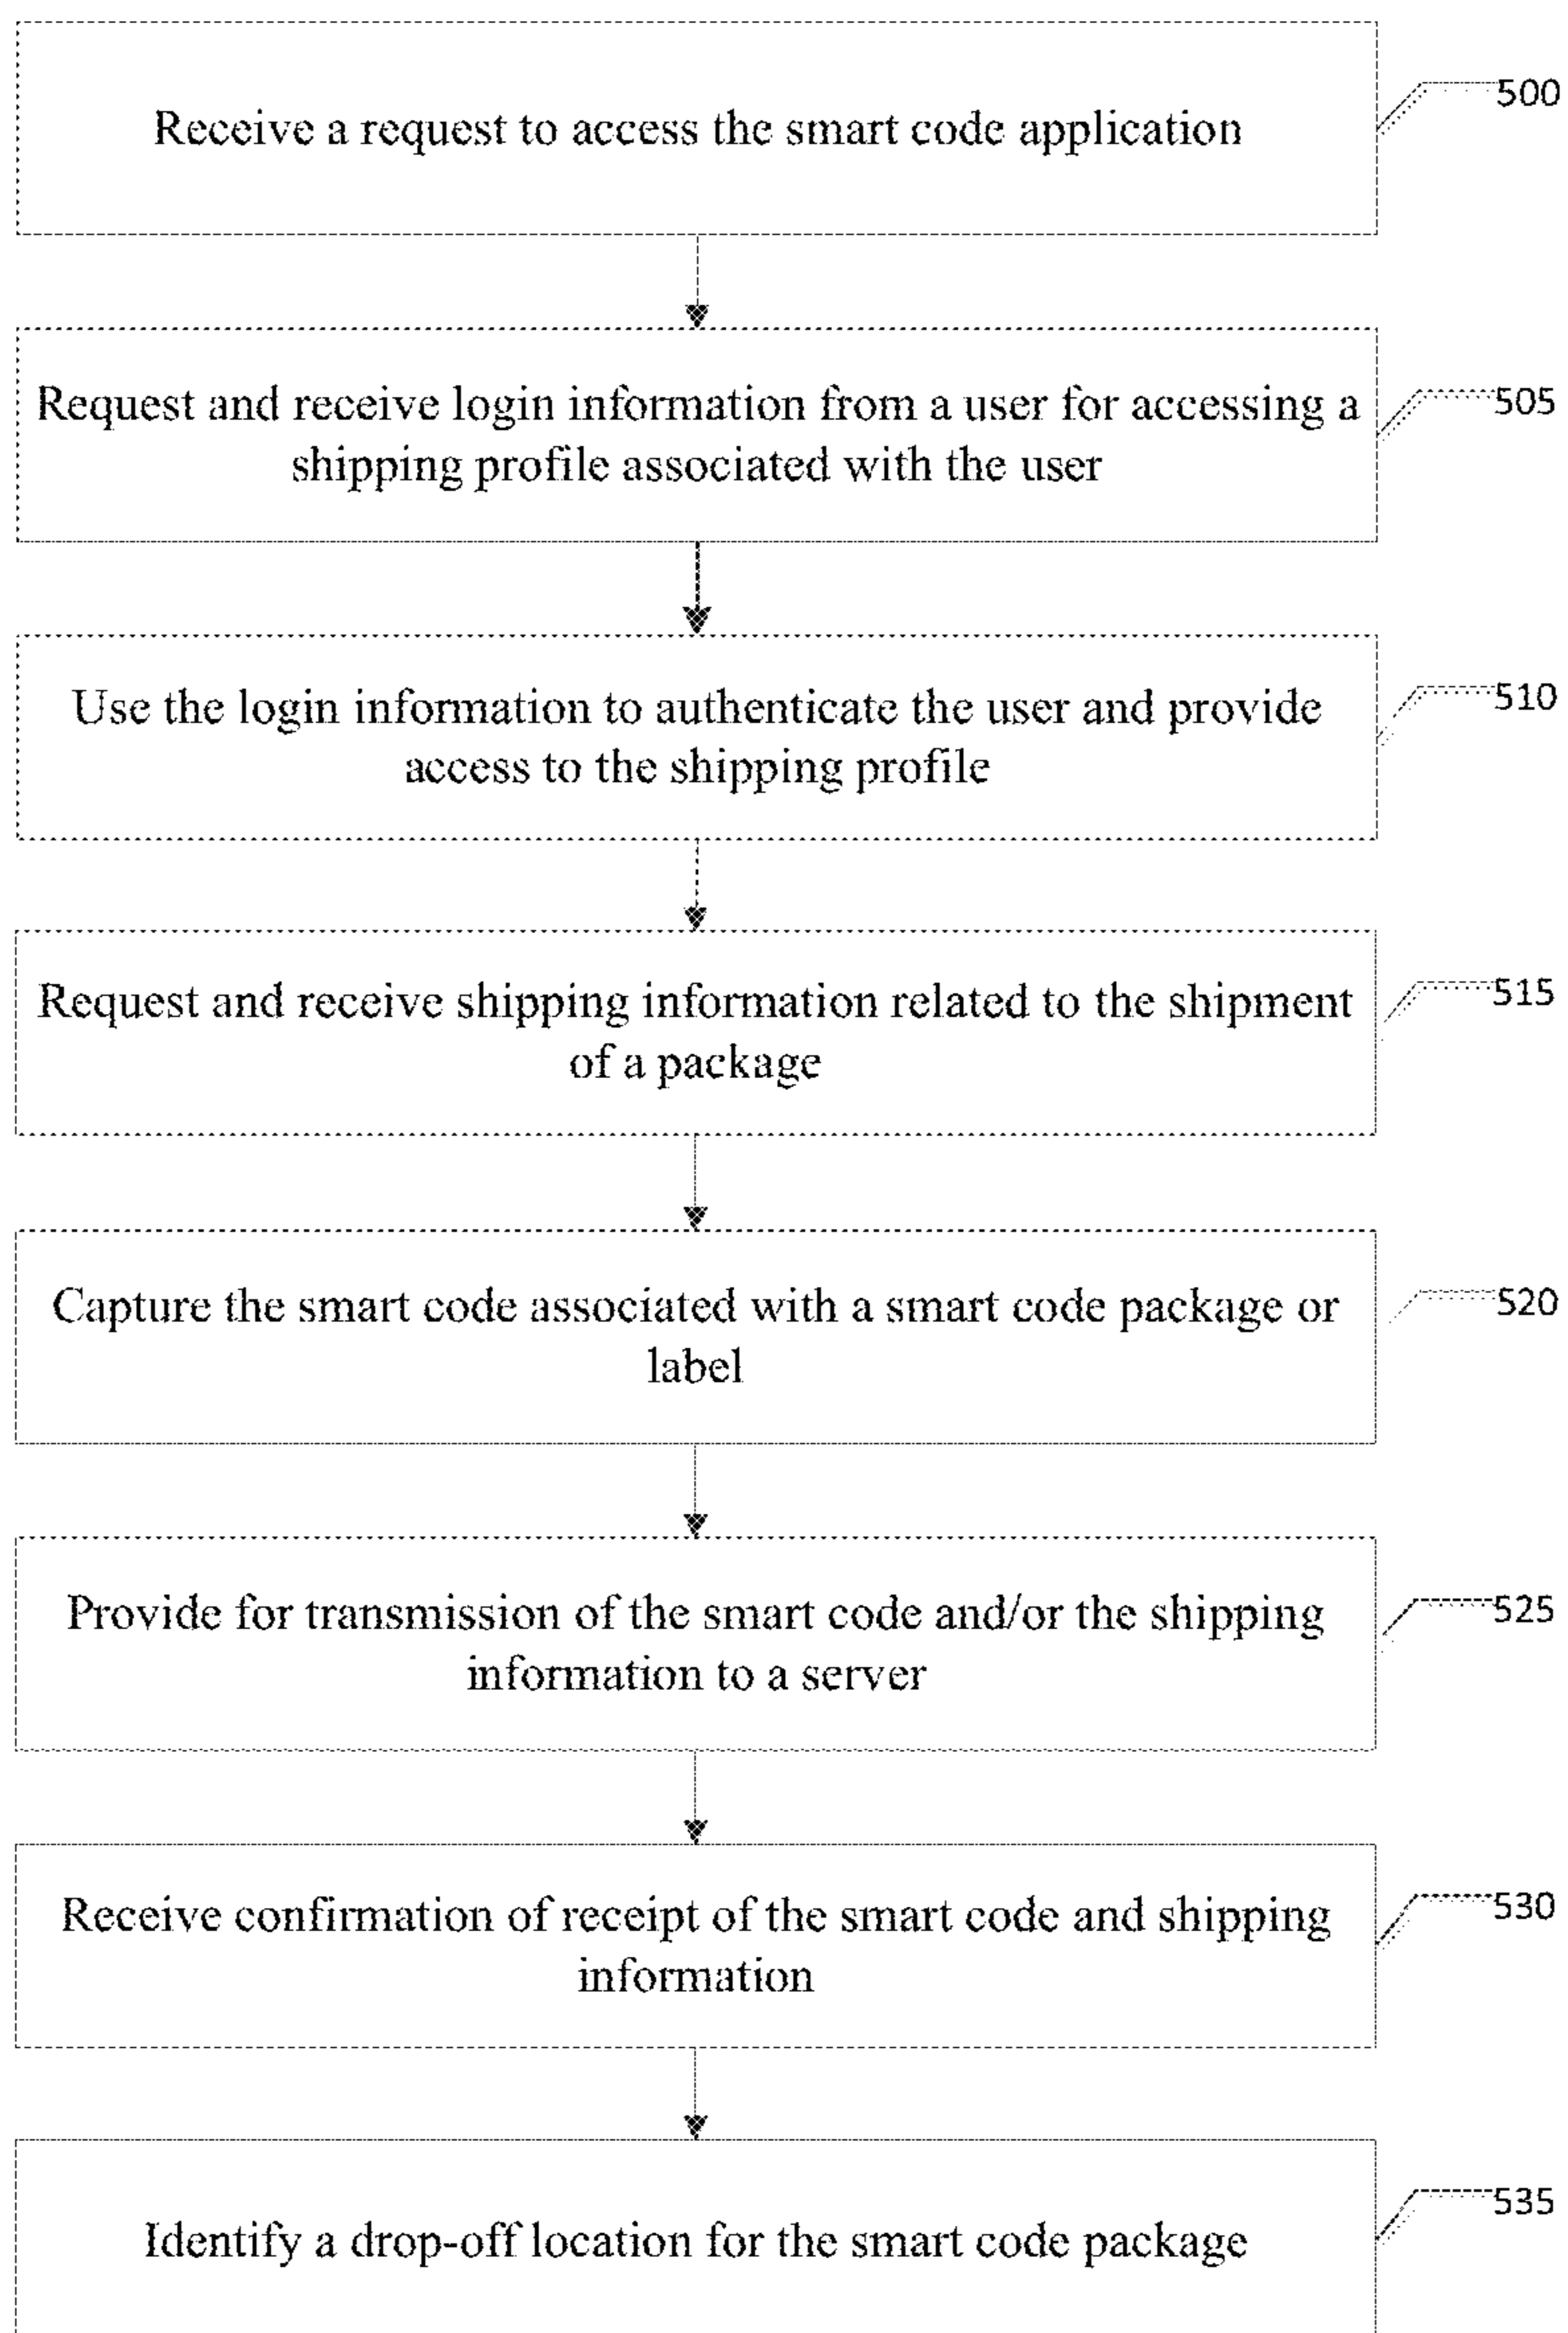 Receive a request to access the smart code application
500
Request and receive login information from a user for accessing a
shipping profile associated with the user
505
Use the login information to authenticate the user and provide
access to the shipping profile
510
Request and receive shipping information related to the shipment
of a package
515
Capture the smart code associated with a smart code package or
label
520
Provide for transmission of the smart code and/or the shipping
information to a server
525
Receive confirmation of receipt of the smart code and shipping
information
530
Identify a drop-off location for the smart code package
535